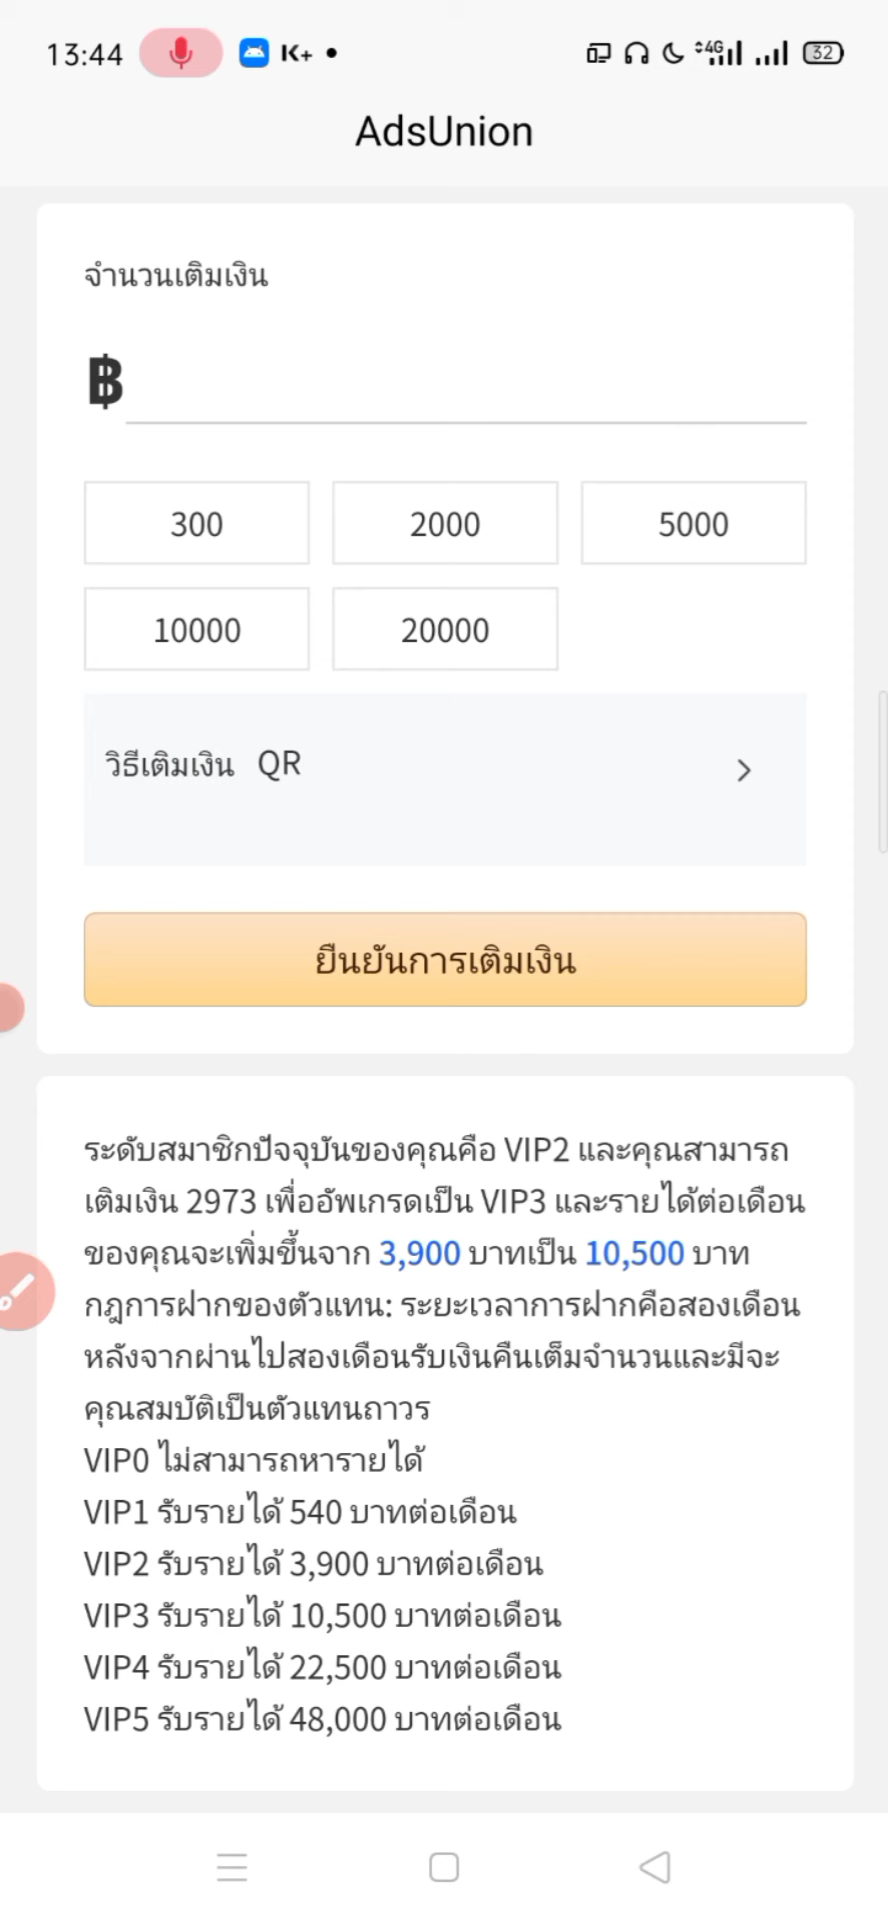 13:44 K+ 4G 32
AdsUnion
จำนวนเติมเงิน
฿
300 2000 5000
10000 20000
วิธีเติมเงิน QR
ยืนยันการเติมเงิน
ระดับสมาชิกปัจจุบันของคุณคือ VIP2 และคุณสามารถ
เติมเงิน 2973 เพื่ออัพเกรดเป็น VIP3 และรายได้ต่อเดือน
ของคุณจะเพิ่มขึ้นจาก 3,900 บาทเป็น 10,500 บาท
กฎการฝากของตัวแทน: ระยะเวลาการฝากคือสองเดือน
หลังจากผ่านไปสองเดือนรับเงินคืนเต็มจำนวนและมีจะ
คุณสมบัติเป็นตัวแทนถาวร
VIP0 ไม่สามารถหารายได้
VIP1 รับรายได้ 540 บาทต่อเดือน
VIP2 รับรายได้ 3,900 บาทต่อเดือน
VIP3 รับรายได้ 10,500 บาทต่อเดือน
VIP4 รับรายได้ 22,500 บาทต่อเดือน
VIP5 รับรายได้ 48,000 บาทต่อเดือน